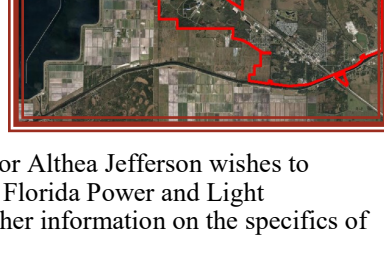 or Althea Jefferson wishes to
Florida Power and Light
her information on the specifics of